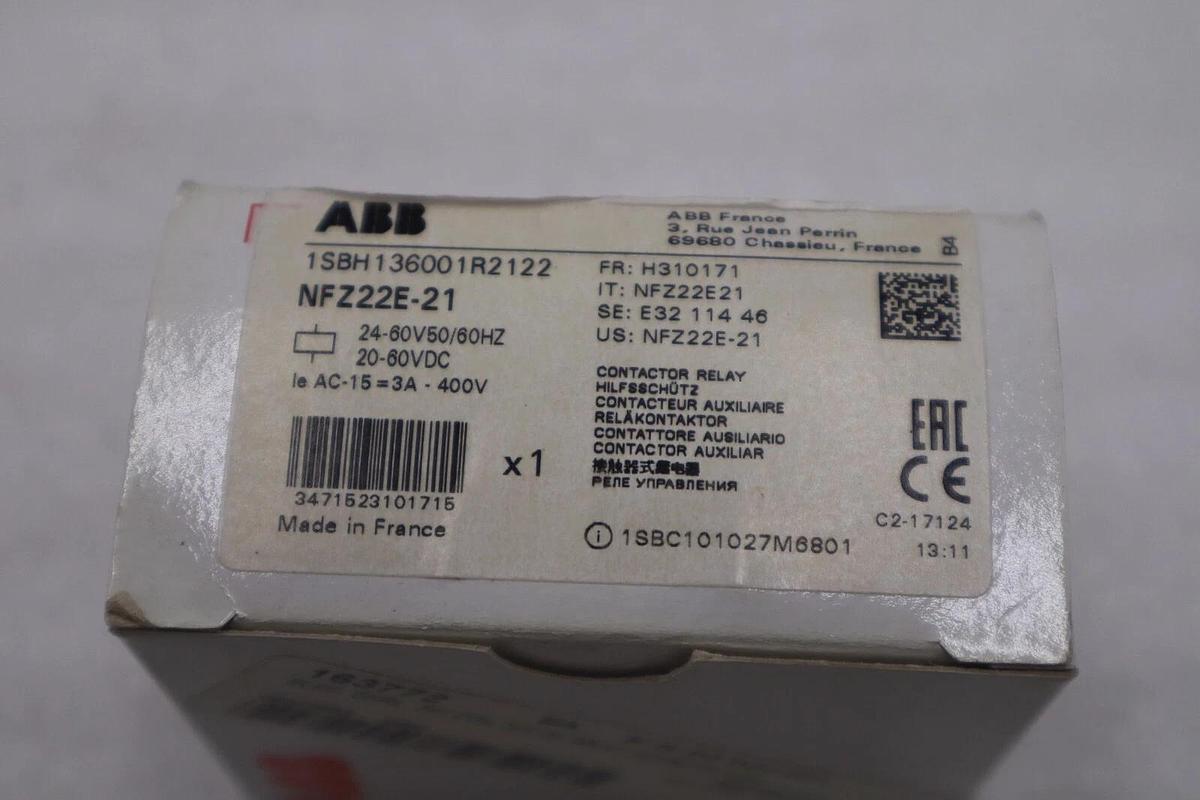 ABB
ABB France
3, Rue Jean Perrin
69680 Chassieu, France
B4
1SBH136001R2122
NFZ22E-21
24-60V50/60HZ
20-60VDC
Ie AC-15=3A - 400V
FR: H310171
IT: NFZ22E21
SE: E32 114 46
US: NFZ22E-21
CONTACTOR RELAY
HILFSSCHÜTZ
CONTACTEUR AUXILIAIRE
RELÄKONTAKTOR
CONTATTORE AUSILIARIO
CONTACTOR AUXILIAR
接触器式继电器
РЕЛЕ УПРАВЛЕНИЯ
3471523101715
x1
Made in France
i 1SBC101027M6801
EAC
CE
C2-17124
13:11
163772